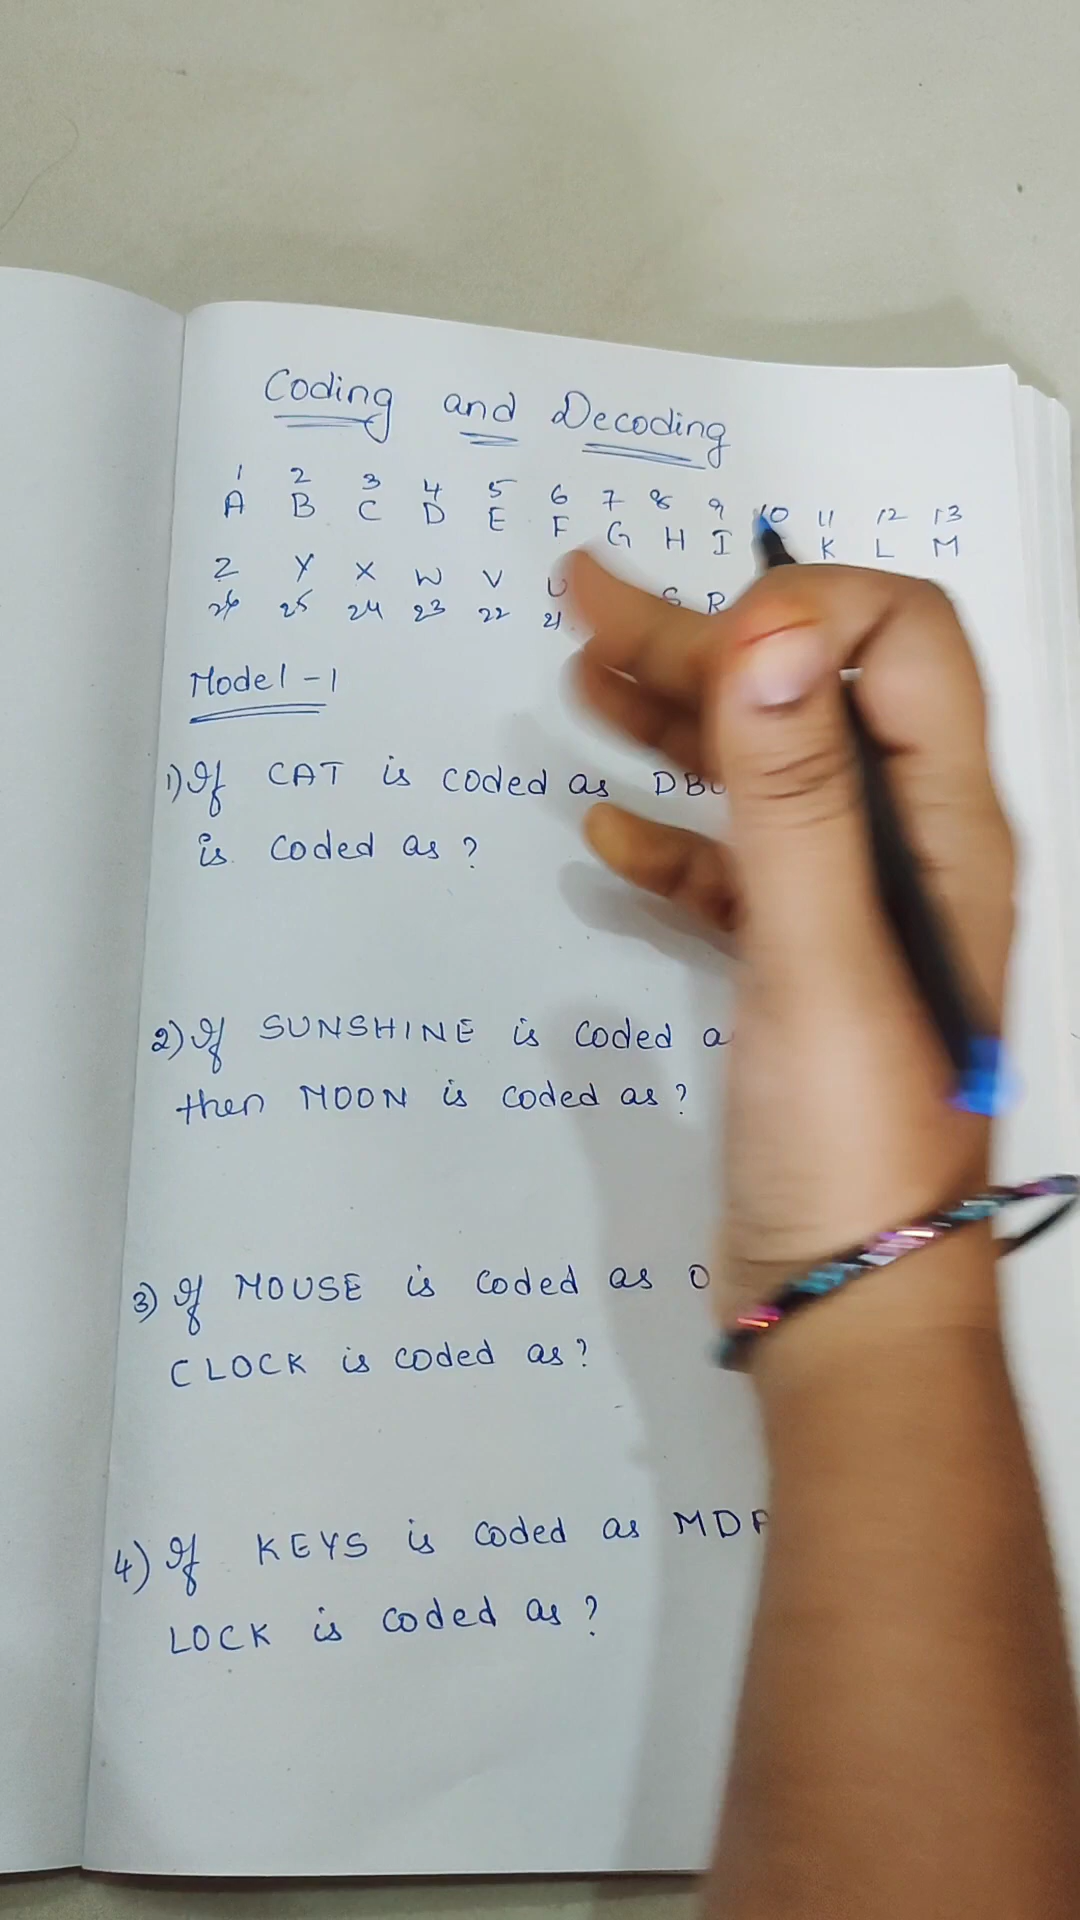 Coding and Decoding
1 2 3 4 5 6 7 8 9 10 11 12 13
A B C D E F G H I K L M
Z Y X W V U S R
26 25 24 23 22 21
Model-1
1) If CAT is coded as DBU
is coded as ?
2) If SUNSHINE is coded a
then MOON is coded as ?
3) If MOUSE is coded as O
CLOCK is coded as ?
4) If KEYS is coded as MD
LOCK is coded as ?